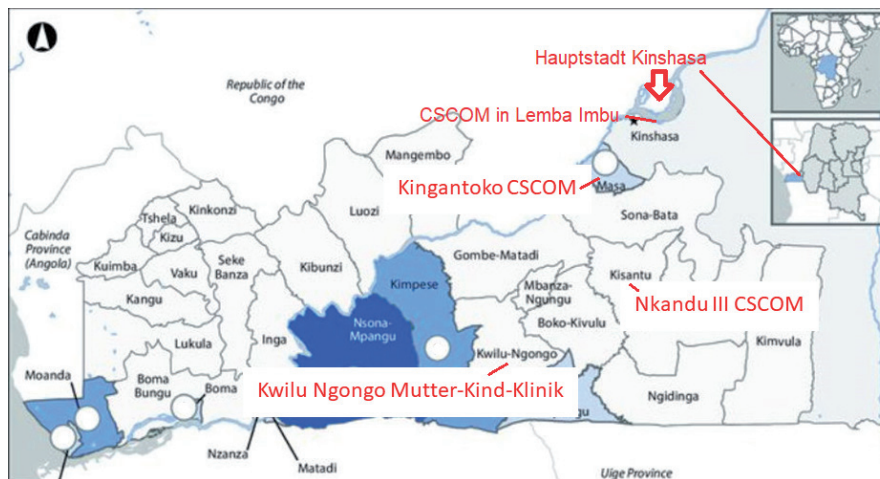 Hauptstadt Kinshasa
Republic of the
Congo
CSCOM in Lemba Imbu
Kinshasa
Mangembo
Kingantoko CSCOM
Masa
Kinkonzi
Luozi
Sona-Bata
Tshela
Kizu
Cabinda
Province
(Angola)
Kuimba
Vaku
Seke
Banza
Kibunzi
Gombe-Matadi
Kimpese
Kisantu
Kangu
Mbanza-
Ngungu
Nkandu III CSCOM
Nsona-
Mpangu
Boko-Kivulu
Lukula
Inga
Kwilu-Ngongo
Kimvula
Moanda
Boma
Bungu
Boma
Kwilu Ngongo Mutter-Kind-Klinik
Ngidinga
Nzanza
Matadi
Uige Province